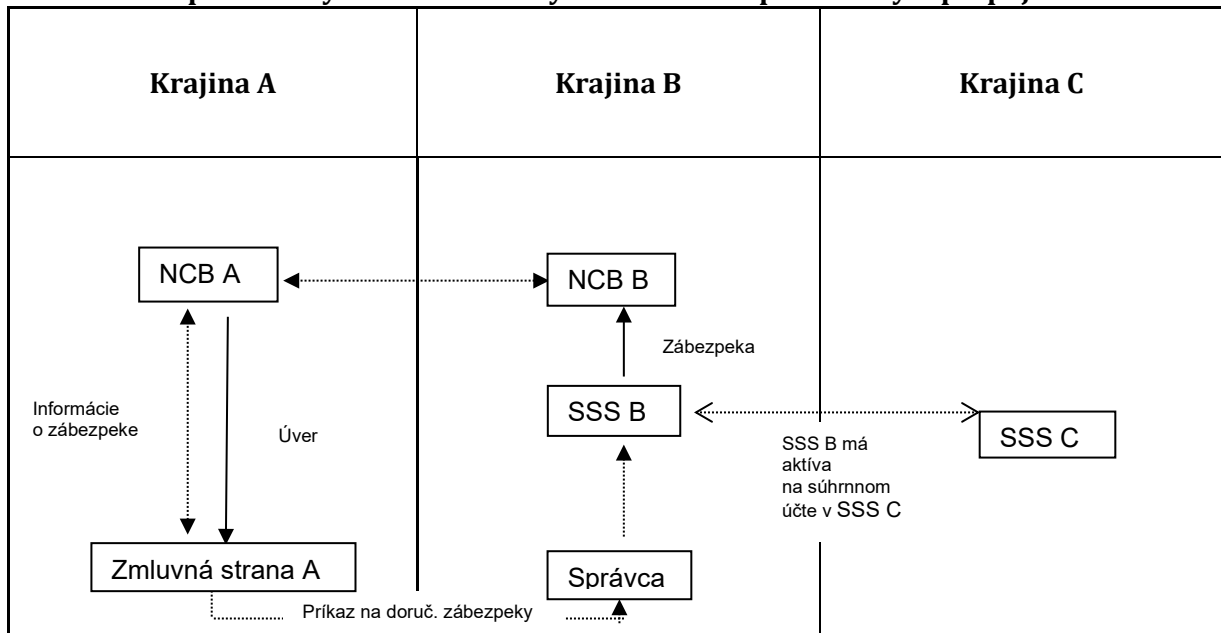 Krajina A
Krajina B
Krajina C
NCB A
NCB B
Zábezpeka
Informácie
o zábezpeke
Úver
SSS B
SSS C
SSS B má
aktíva
na súhrnnom
účte v SSS C
Zmluvná strana A
Správca
Príkaz na doruč. zábezpeky